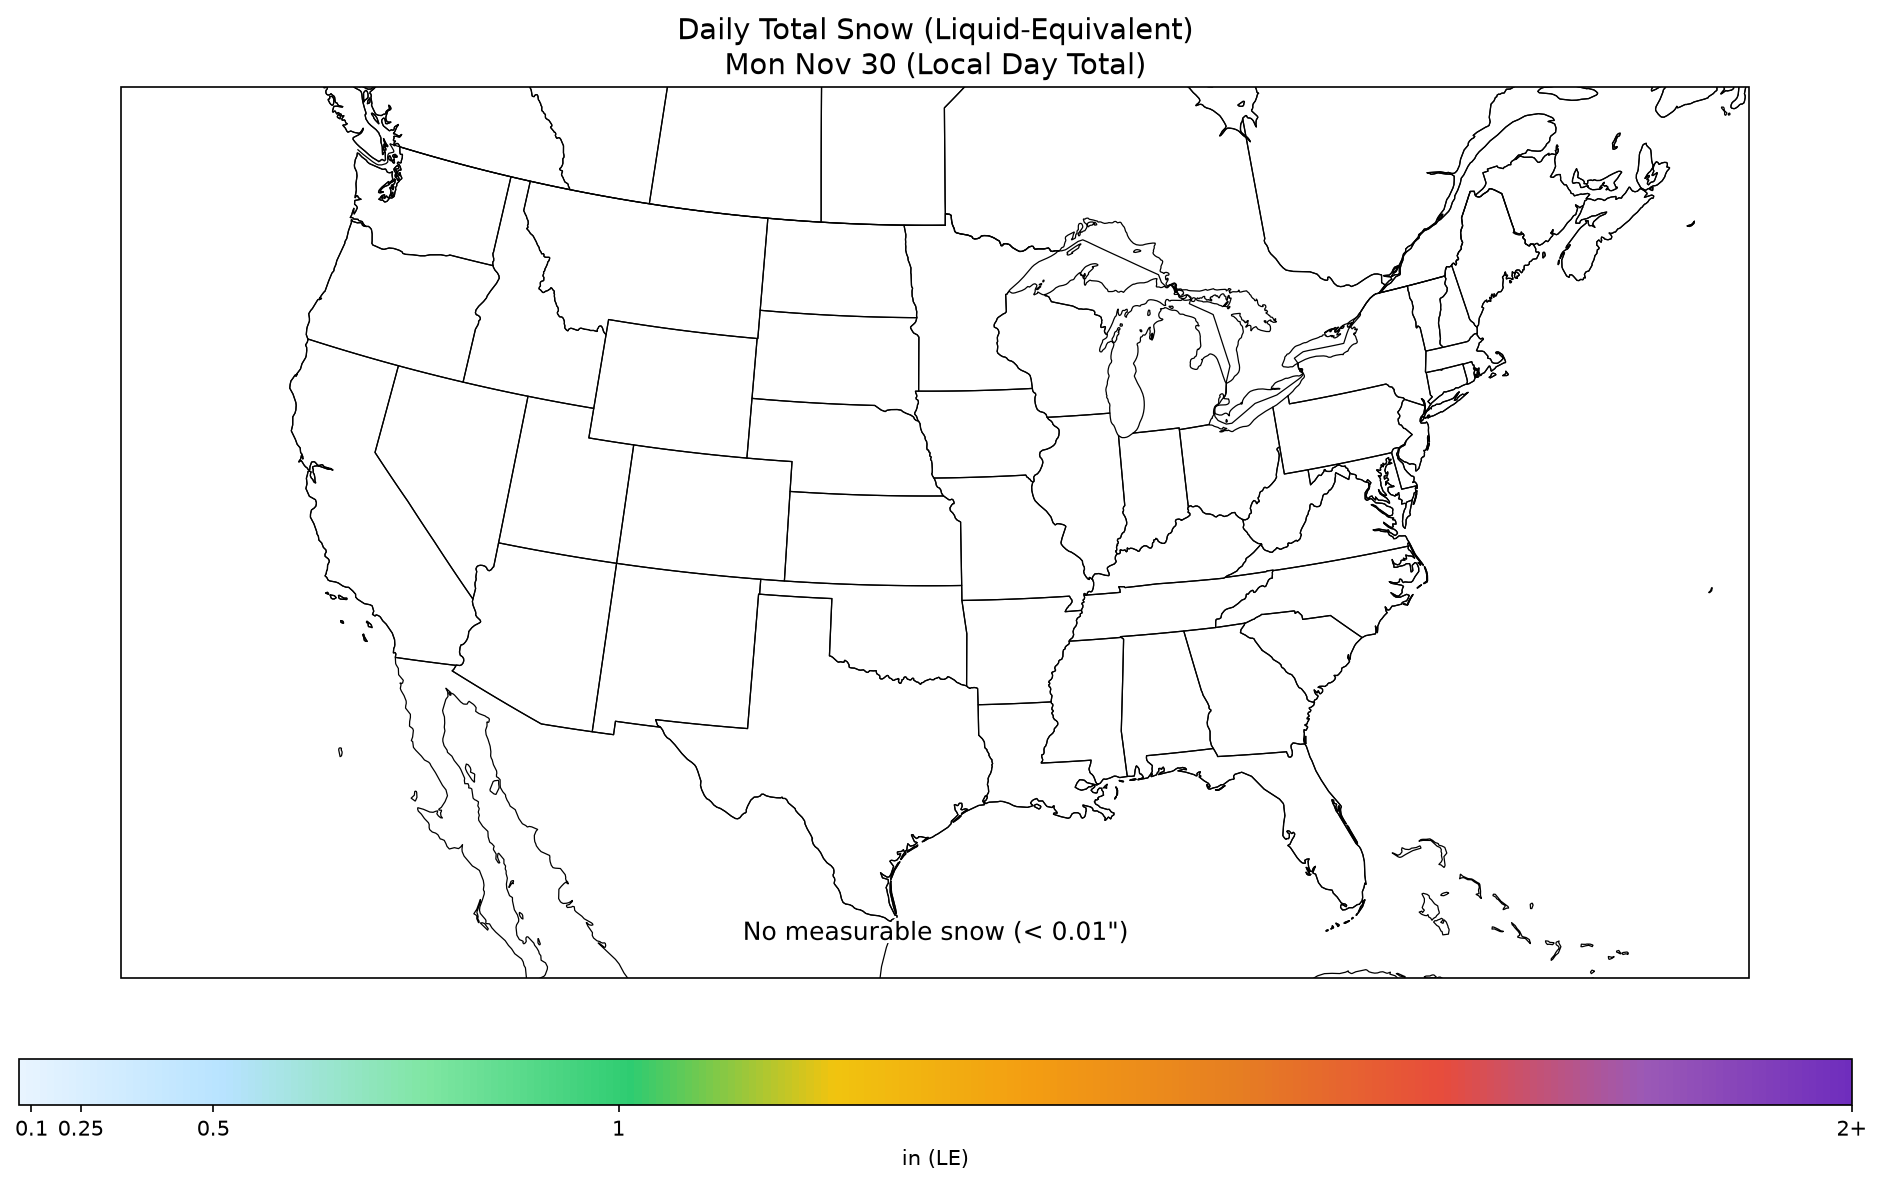 Daily Total Snow (Liquid-Equivalent)
Mon Nov 30 (Local Day Total)
No measurable snow (< 0.01")
0.1 0.25 0.5 1 2+
in (LE)